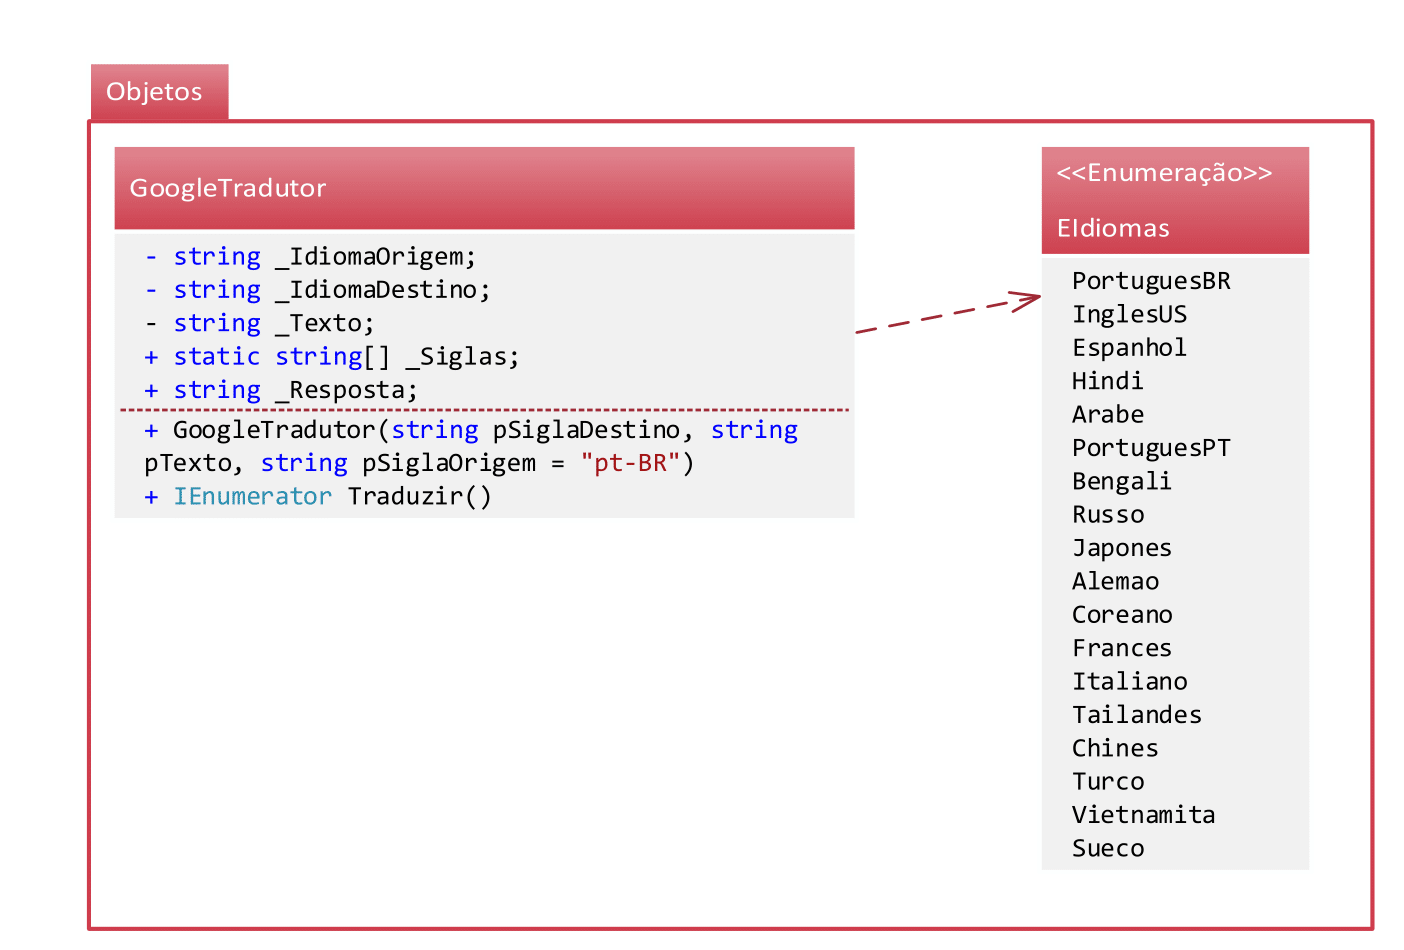 Objetos
GoogleTradutor
- string _IdiomaOrigem;
- string _IdiomaDestino;
- string _Texto;
+ static string[] _Siglas;
+ string _Resposta;
+ GoogleTradutor(string pSiglaDestino, string
pTexto, string pSiglaOrigem = "pt-BR")
+ IEnumerator Traduzir()
<<Enumeração>>
EIdiomas
PortuguesBR
InglesUS
Espanhol
Hindi
Arabe
PortuguesPT
Bengali
Russo
Japones
Alemao
Coreano
Frances
Italiano
Tailandes
Chines
Turco
Vietnamita
Sueco